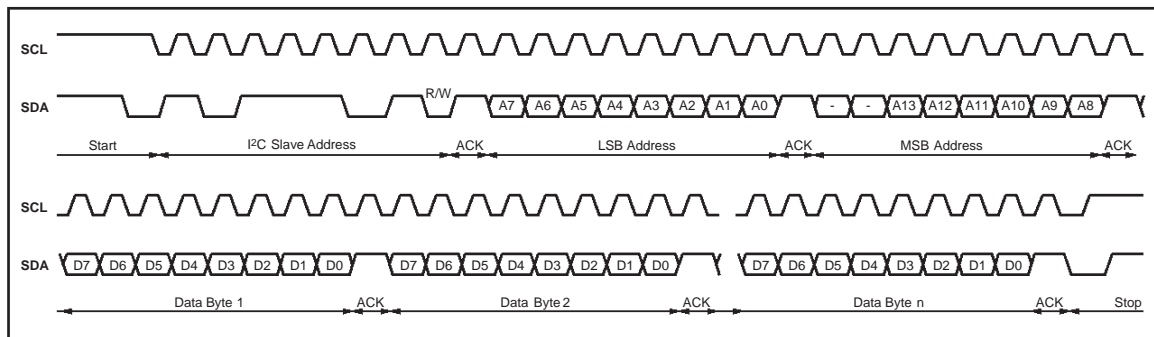 SCL
SDA R/W A7 A6 A5 A4 A3 A2 A1 A0 - - A13 A12 A11 A10 A9 A8
Start I²C Slave Address ACK LSB Address ACK MSB Address ACK
SCL
SDA D7 D6 D5 D4 D3 D2 D1 D0 D7 D6 D5 D4 D3 D2 D1 D0 D7 D6 D5 D4 D3 D2 D1 D0
Data Byte 1 ACK Data Byte 2 ACK Data Byte n ACK Stop